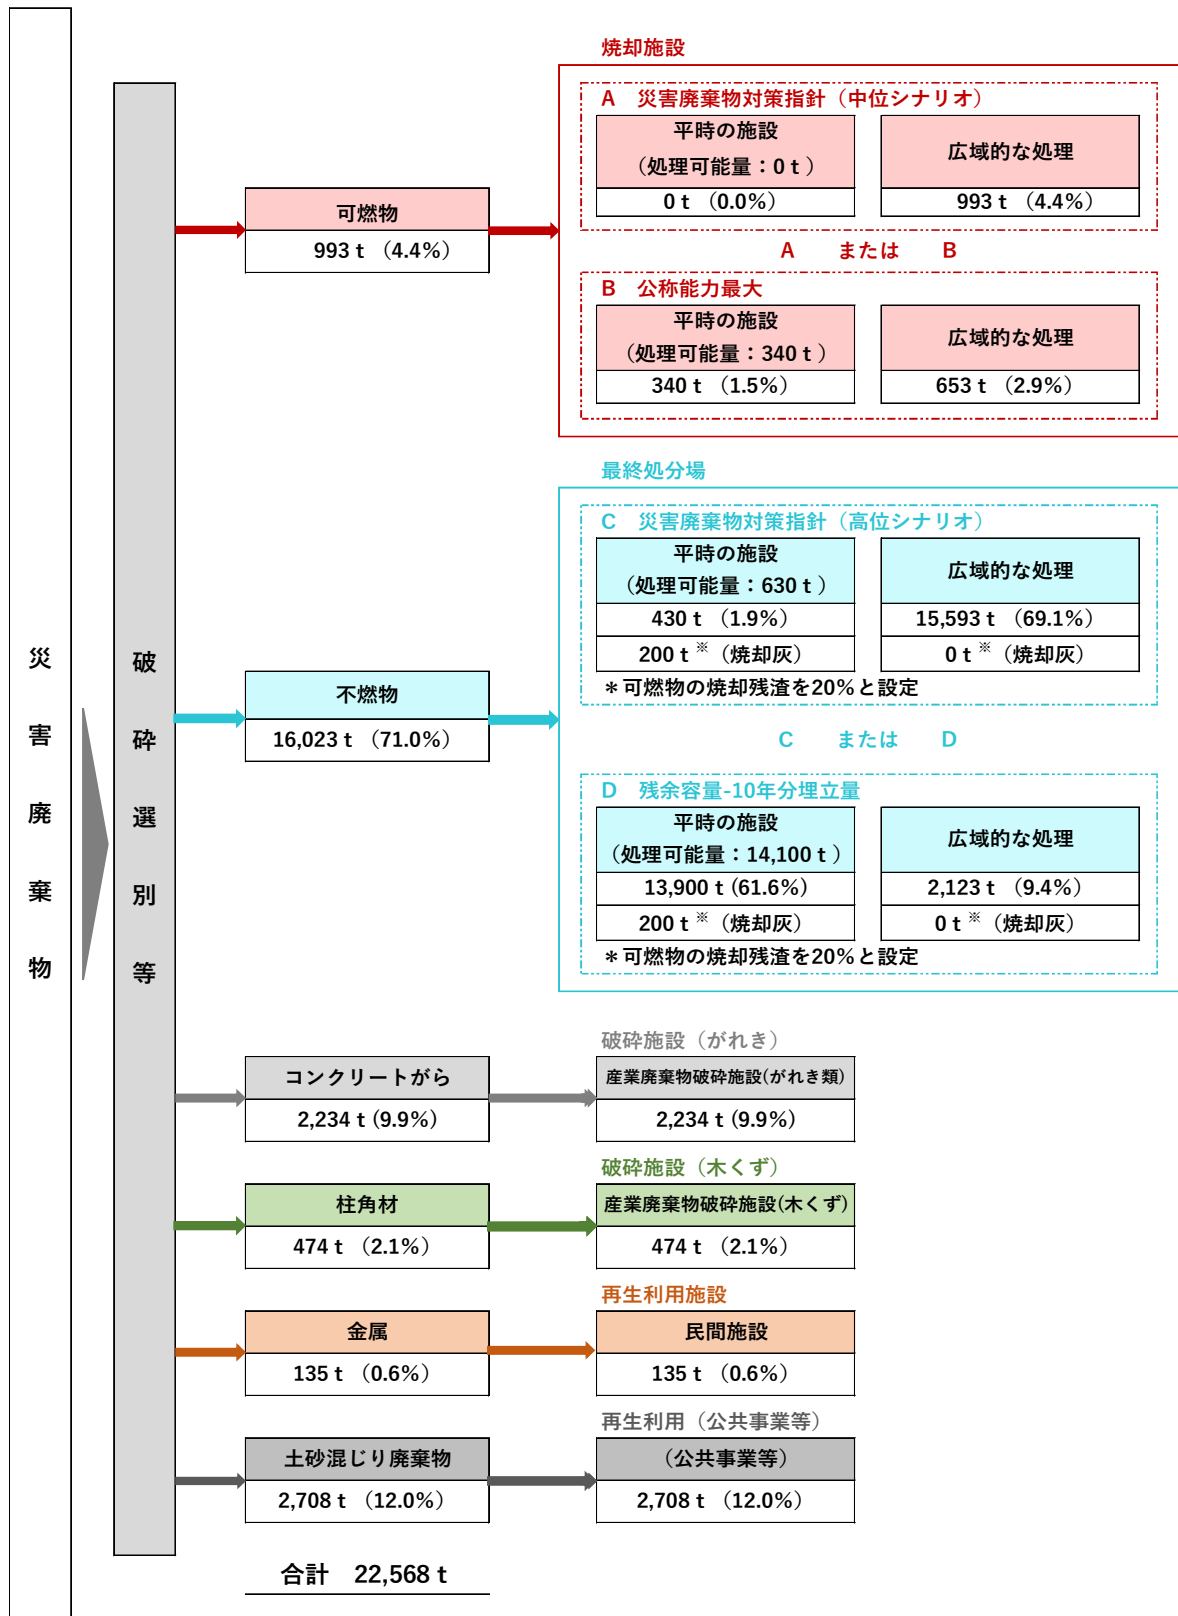 災害廃棄物
破砕選別等
焼却施設
A 災害廃棄物対策指針（中位シナリオ）
平時の施設
（処理可能量：0 t ）
広域的な処理
0 t （0.0%）
993 t （4.4%）
可燃物
993 t （4.4%）
A または B
B 公称能力最大
平時の施設
（処理可能量：340 t ）
広域的な処理
340 t （1.5%）
653 t （2.9%）
最終処分場
C 災害廃棄物対策指針（高位シナリオ）
平時の施設
（処理可能量：630 t ）
広域的な処理
430 t （1.9%）
15,593 t （69.1%）
200 t ※（焼却灰）
0 t ※（焼却灰）
＊可燃物の焼却残渣を20%と設定
不燃物
16,023 t （71.0%）
C または D
D 残余容量-10年分埋立量
平時の施設
（処理可能量：14,100 t ）
広域的な処理
13,900 t (61.6%)
2,123 t （9.4%）
200 t ※（焼却灰）
0 t ※（焼却灰）
＊可燃物の焼却残渣を20%と設定
破砕施設（がれき）
コンクリートがら
産業廃棄物破砕施設(がれき類)
2,234 t (9.9%)
2,234 t (9.9%)
破砕施設（木くず）
柱角材
産業廃棄物破砕施設(木くず)
474 t （2.1%）
474 t （2.1%）
再生利用施設
金属
民間施設
135 t （0.6%）
135 t （0.6%）
再生利用（公共事業等）
土砂混じり廃棄物
（公共事業等）
2,708 t （12.0%）
2,708 t （12.0%）
合計 22,568 t